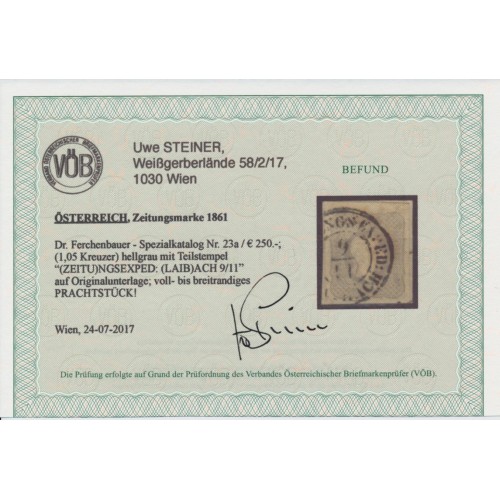 VÖB
Uwe STEINER,
Weißgerberlände 58/2/17,
1030 Wien
BEFUND
ÖSTERREICH, Zeitungsmarke 1861
Dr. Ferchenbauer - Spezialkatalog Nr. 23a / € 250.-;
(1,05 Kreuzer) hellgrau mit Teilstempel
"(ZEITU)NGSEXPED: (LAIB)ACH 9/11"
auf Originalunterlage; voll- bis breitrandiges
PRACHTSTÜCK!
Wien, 24-07-2017
Die Prüfung erfolgte auf Grund der Prüfordnung des Verbandes Österreichischer Briefmarkenprüfer (VÖB).